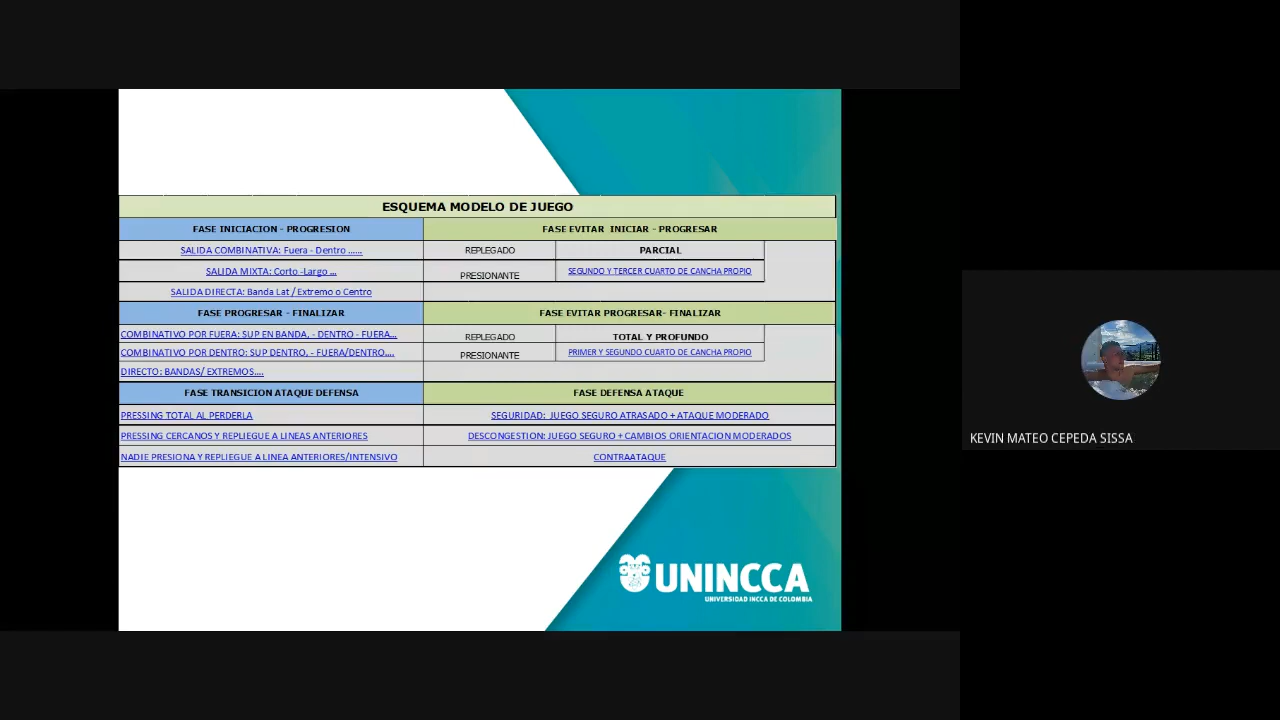 ESQUEMA MODELO DE JUEGO
FASE INICIACION - PROGRESION
FASE EVITAR INICIAR - PROGRESAR
SALIDA COMBINATIVA: Fuera - Dentro ......
REPLEGADO
PARCIAL
SALIDA MIXTA: Corto -Largo ...
PRESIONANTE
SEGUNDO Y TERCER CUARTO DE CANCHA PROPIO
SALIDA DIRECTA: Banda Lat / Extremo o Centro
FASE PROGRESAR - FINALIZAR
FASE EVITAR PROGRESAR- FINALIZAR
COMBINATIVO POR FUERA: SUP EN BANDA, - DENTRO - FUERA...
REPLEGADO
TOTAL Y PROFUNDO
COMBINATIVO POR DENTRO: SUP DENTRO, - FUERA/DENTRO....
PRESIONANTE
PRIMER Y SEGUNDO CUARTO DE CANCHA PROPIO
DIRECTO: BANDAS/ EXTREMOS....
FASE TRANSICION ATAQUE DEFENSA
FASE DEFENSA ATAQUE
PRESSING TOTAL AL PERDERLA
SEGURIDAD: JUEGO SEGURO ATRASADO + ATAQUE MODERADO
PRESSING CERCANOS Y REPLIEGUE A LINEAS ANTERIORES
DESCONGESTION: JUEGO SEGURO + CAMBIOS ORIENTACION MODERADOS
NADIE PRESIONA Y REPLIEGUE A LINEA ANTERIORES/INTENSIVO
CONTRAATAQUE
UNINCCA
UNIVERSIDAD INCCA DE COLOMBIA
KEVIN MATEO CEPEDA SISSA